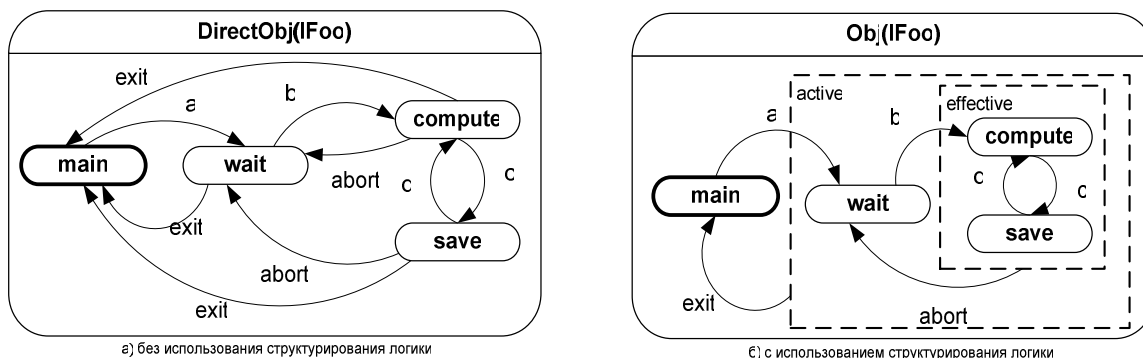 DirectObj(IFoo)
exit
a
b
compute
main
wait
abort
c
c
exit
save
abort
exit
а) без использования структурирования логики
Obj(IFoo)
active
effective
a
b
compute
main
wait
c
c
save
exit
abort
б) с использованием структурирования логики